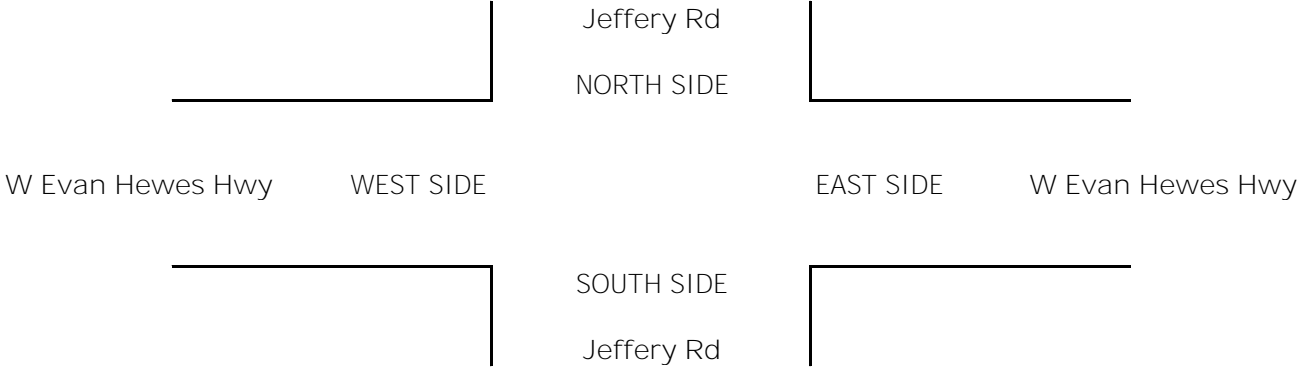 Jeffery Rd
NORTH SIDE
W Evan Hewes Hwy WEST SIDE EAST SIDE W Evan Hewes Hwy
SOUTH SIDE
Jeffery Rd